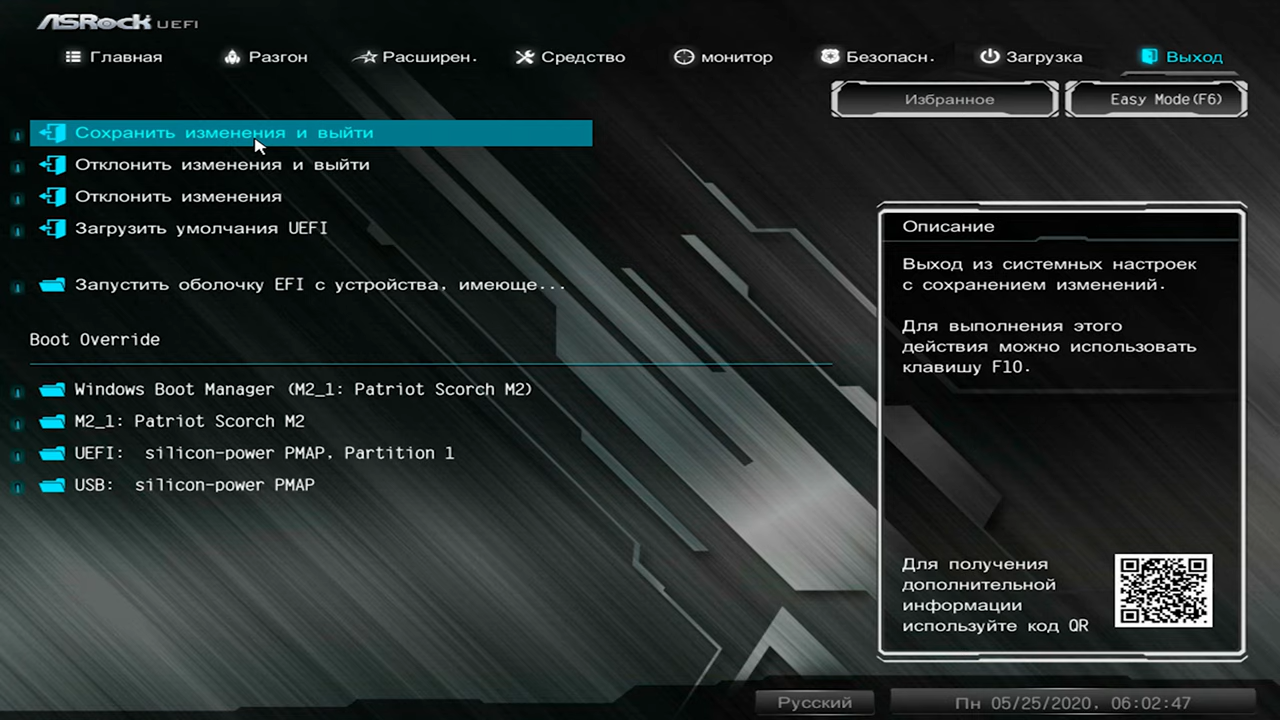 ASRock UEFI
Главная Разгон Расширен. Средство монитор Безопасн. Загрузка Выход
Избранное Easy Mode(F6)
Сохранить изменения и выйти
Отклонить изменения и выйти
Отклонить изменения
Загрузить умолчания UEFI
Запустить оболочку EFI с устройства, имеюще...
Boot Override
Windows Boot Manager (M2_1: Patriot Scorch M2)
M2_1: Patriot Scorch M2
UEFI: silicon-power PMAP, Partition 1
USB: silicon-power PMAP
Описание
Выход из системных настроек
с сохранением изменений.
Для выполнения этого
действия можно использовать
клавишу F10.
Для получения
дополнительной
информации
используйте код QR
Русский Пн 05/25/2020, 06:02:47